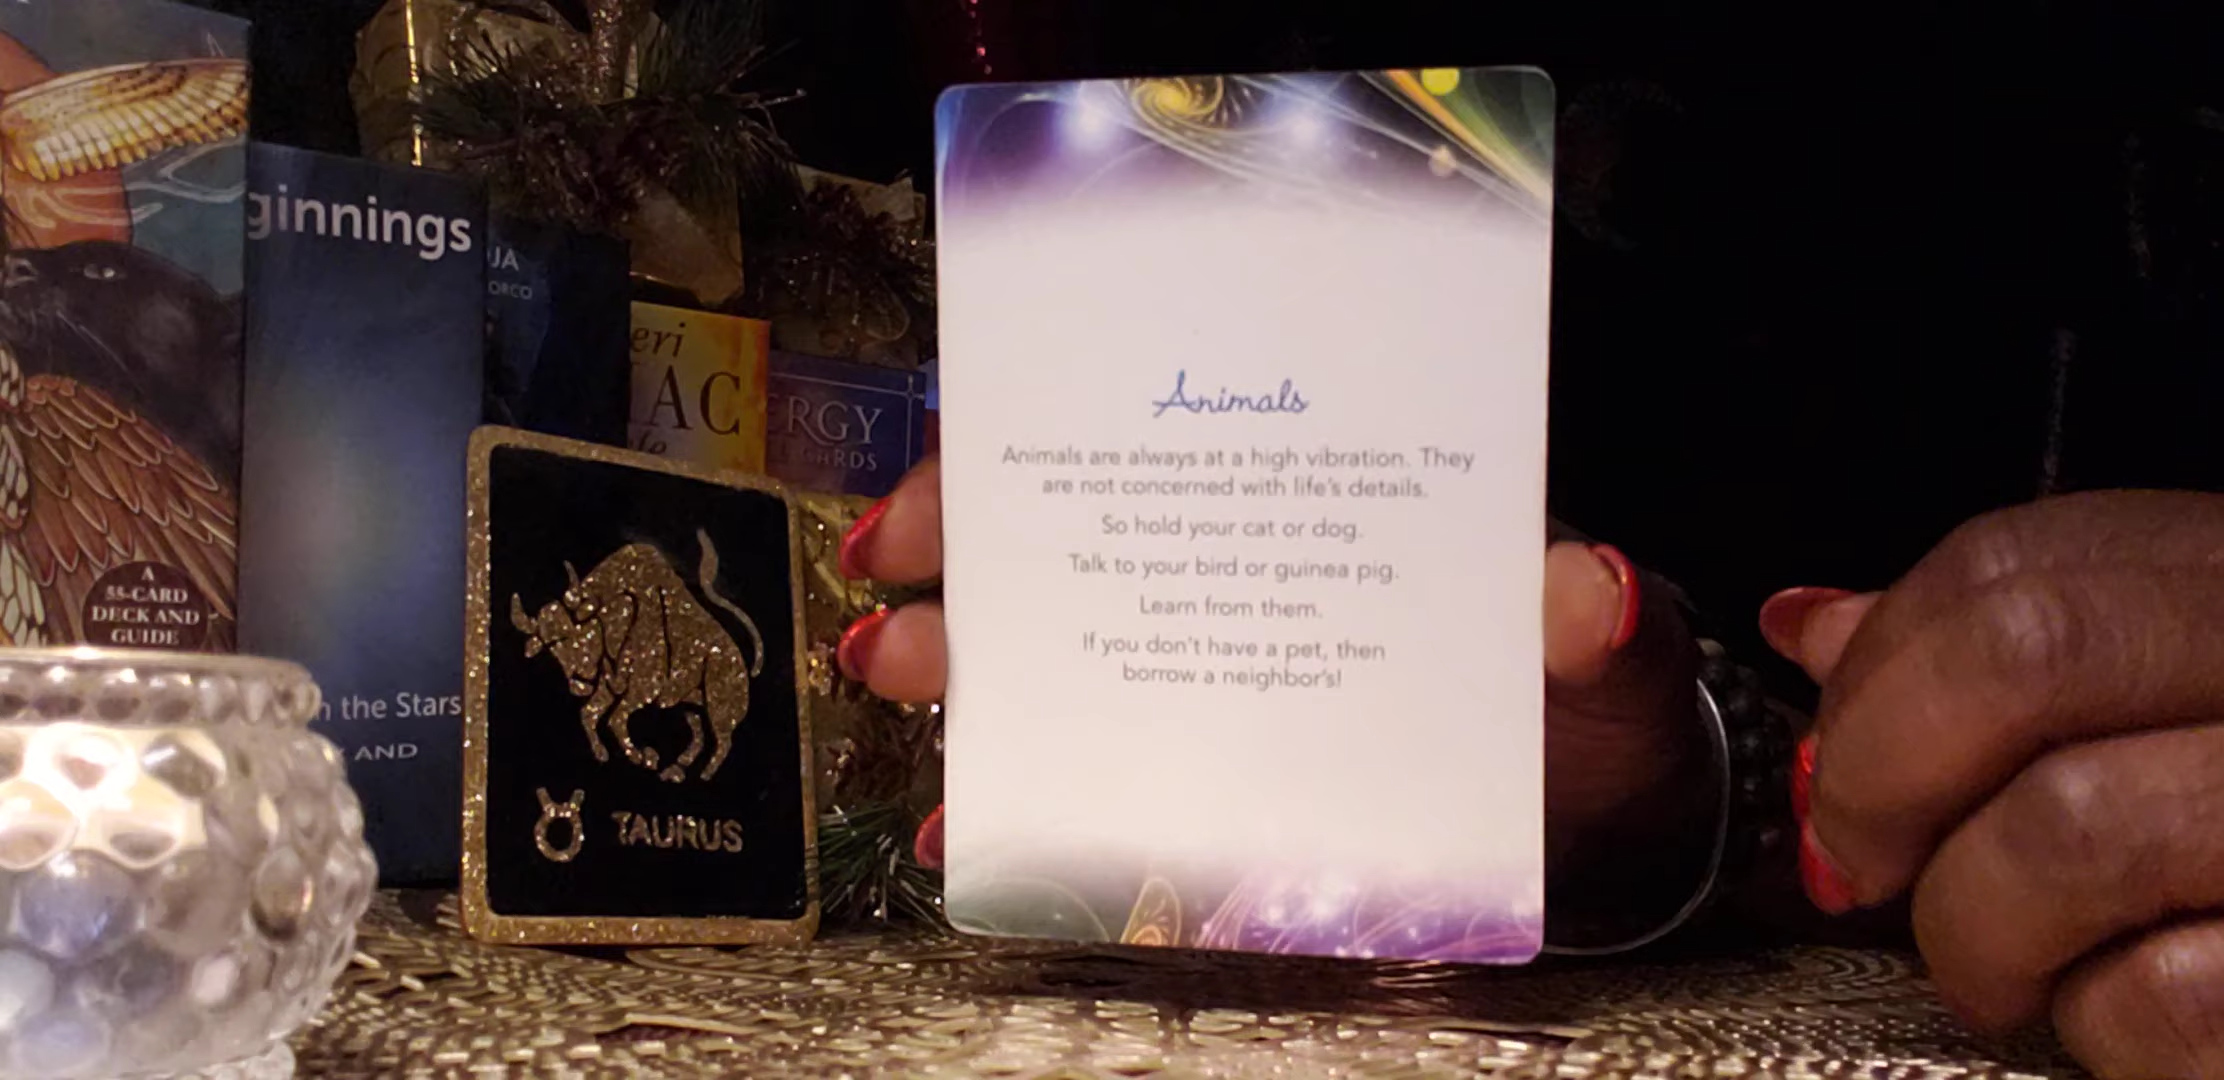 ginnings
JA
ORCO
eri
AC
ERGY
CARDS
A
55-CARD
DECK AND
GUIDE
the Stars
AND
TAURUS
Animals
Animals are always at a high vibration. They
are not concerned with life's details.
So hold your cat or dog.
Talk to your bird or guinea pig.
Learn from them.
If you don't have a pet, then
borrow a neighbor's!